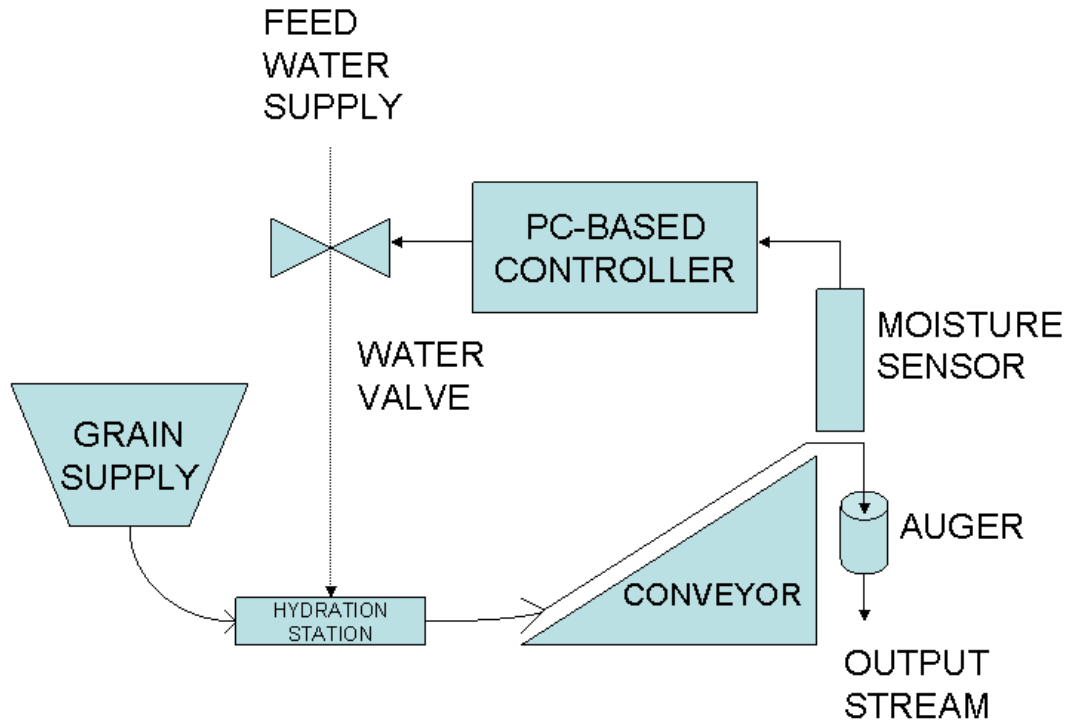 FEED
WATER
SUPPLY
PC-BASED
CONTROLLER
MOISTURE
SENSOR
WATER
VALVE
GRAIN
SUPPLY
AUGER
CONVEYOR
HYDRATION
STATION
OUTPUT
STREAM